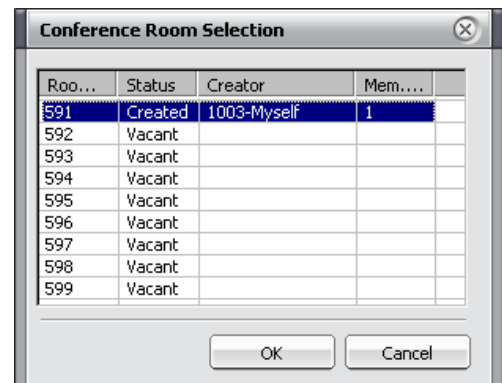 Conference Room Selection
Roo... Status Creator Mem....
591 Created 1003-Myself 1
592 Vacant
593 Vacant
594 Vacant
595 Vacant
596 Vacant
597 Vacant
598 Vacant
599 Vacant
OK Cancel